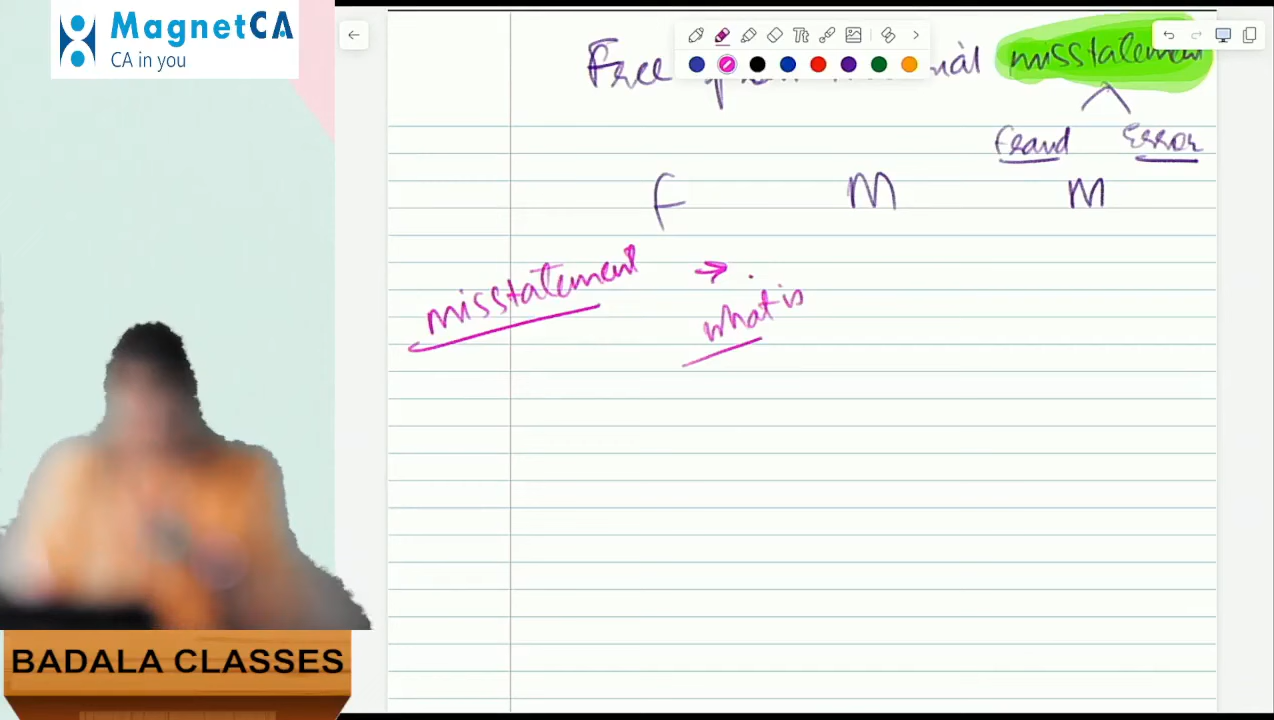 MagnetCA
CA in you
Free misstatement
Fraud Error
F M M
misstatement → what is
BADALA CLASSES